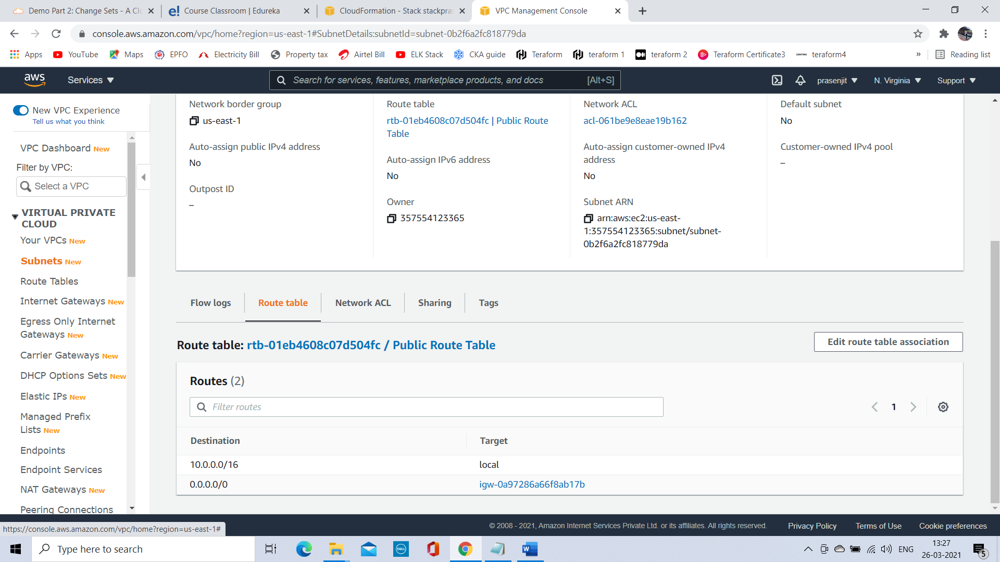 Demo Part 2: Change Sets - A Clo
Course Classroom | Edureka
CloudFormation - Stack stackpras
VPC Management Console
console.aws.amazon.com/vpc/home?region=us-east-1#SubnetDetails:subnetId=subnet-0b2f6a2fc818779da
Apps YouTube Maps EPFO Electricity Bill Property tax Airtel Bill ELK Stack CKA guide Teraform teraform 1 teraform 2 Terraform Certificate3 teraform4 » Reading list
aws Services Search for services, features, marketplace products, and docs [Alt+S] prasenjit N. Virginia Support
New VPC Experience
Tell us what you think
VPC Dashboard New
Filter by VPC:
Select a VPC
VIRTUAL PRIVATE
CLOUD
Your VPCs New
Subnets New
Route Tables
Internet Gateways New
Egress Only Internet
Gateways New
Carrier Gateways New
DHCP Options Sets New
Elastic IPs New
Managed Prefix
Lists New
Endpoints
Endpoint Services
NAT Gateways New
Peering Connections
Network border group
us-east-1
Auto-assign public IPv4 address
No
Outpost ID
–
Route table
rtb-01eb4608c07d504fc | Public Route
Table
Auto-assign IPv6 address
No
Owner
357554123365
Network ACL
acl-061be9e8eae19b162
Auto-assign customer-owned IPv4
address
No
Subnet ARN
arn:aws:ec2:us-east-
1:357554123365:subnet/subnet-
0b2f6a2fc818779da
Default subnet
No
Customer-owned IPv4 pool
–
Flow logs Route table Network ACL Sharing Tags
Route table: rtb-01eb4608c07d504fc / Public Route Table
Edit route table association
Routes (2)
Filter routes
1
Destination Target
10.0.0.0/16 local
0.0.0.0/0 igw-0a97286a66f8ab17b
https://console.aws.amazon.com/vpc/home?region=us-east-1#
© 2008 - 2021, Amazon Internet Services Private Ltd. or its affiliates. All rights reserved. Privacy Policy Terms of Use Cookie preferences
Type here to search
DELL
ENG
13:27
26-03-2021
5